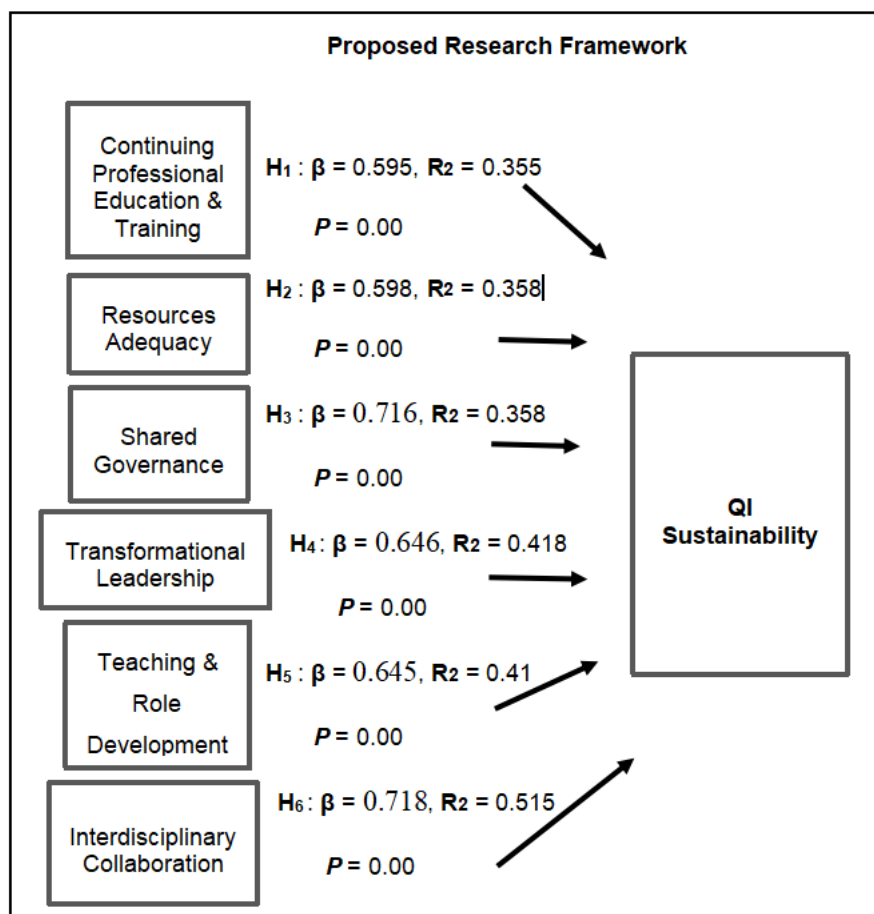 Proposed Research Framework
Continuing
Professional
Education &
Training
H1 : β = 0.595, R2 = 0.355
P = 0.00
Resources
Adequacy
H2 : β = 0.598, R2 = 0.358
P = 0.00
Shared
Governance
H3 : β = 0.716, R2 = 0.358
P = 0.00
Transformational
Leadership
H4 : β = 0.646, R2 = 0.418
P = 0.00
Teaching &
Role
Development
H5 : β = 0.645, R2 = 0.41
P = 0.00
Interdisciplinary
Collaboration
H6 : β = 0.718, R2 = 0.515
P = 0.00
QI
Sustainability